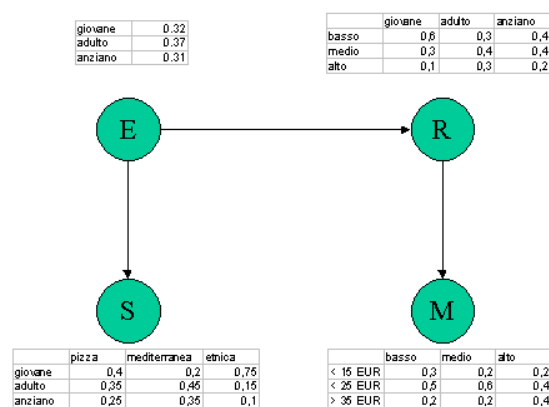 giovane 0.32
adulto 0.37
anziano 0.31
giovane adulto anziano
basso 0,6 0,3 0,4
medio 0,3 0,4 0,4
alto 0,1 0,3 0,2
E
R
S
M
pizza mediterranea etnica
giovane 0,4 0,2 0,75
adulto 0,35 0,45 0,15
anziano 0,25 0,35 0,1
basso medio alto
< 15 EUR 0,3 0,2 0,2
< 25 EUR 0,5 0,6 0,4
> 35 EUR 0,2 0,2 0,4